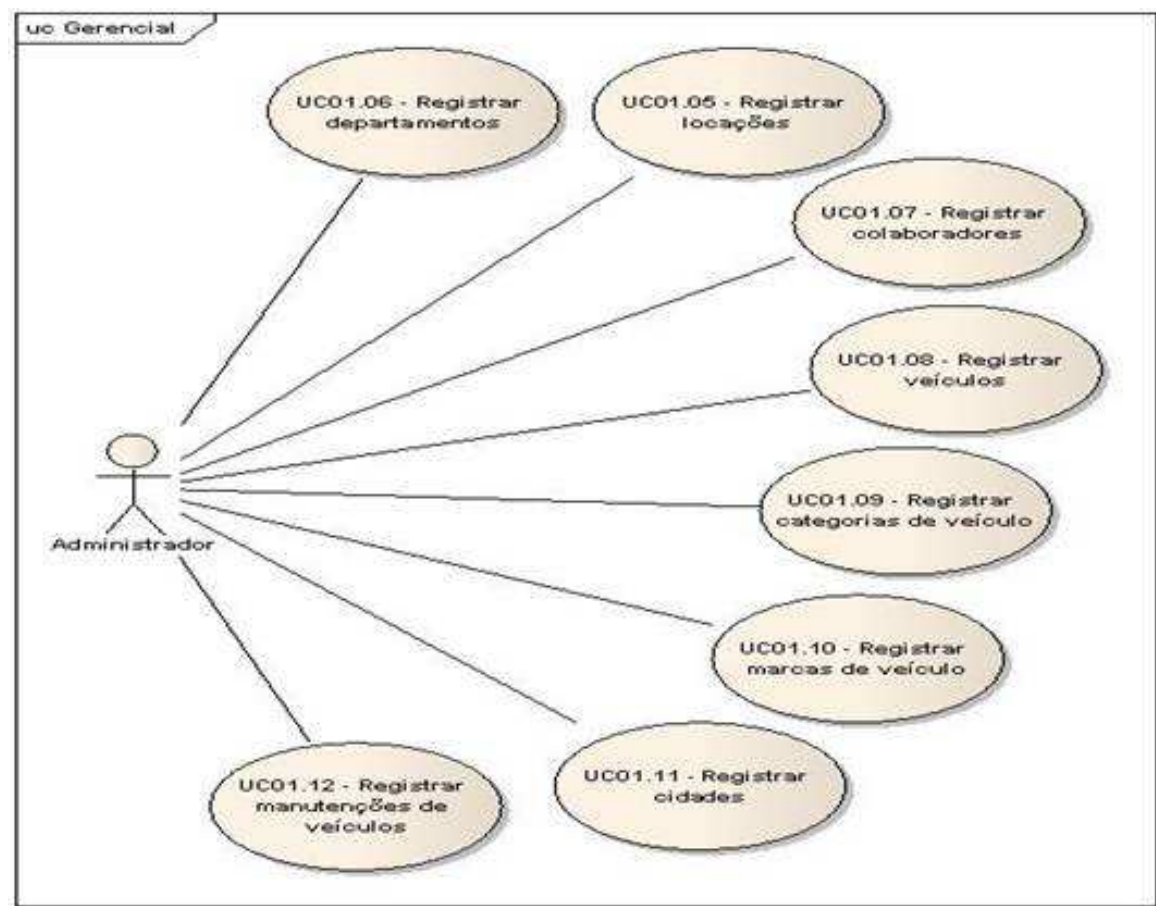 uc Gerencial
UC01.06 - Registrar
departamentos
UC01.05 - Registrar
locações
UC01.07 - Registrar
colaboradores
UC01.08 - Registrar
veículos
UC01.09 - Registrar
categorias de veículo
Administrador
UC01.10 - Registrar
marcas de veículo
UC01.11 - Registrar
cidades
UC01.12 - Registrar
manutenções de
veículos